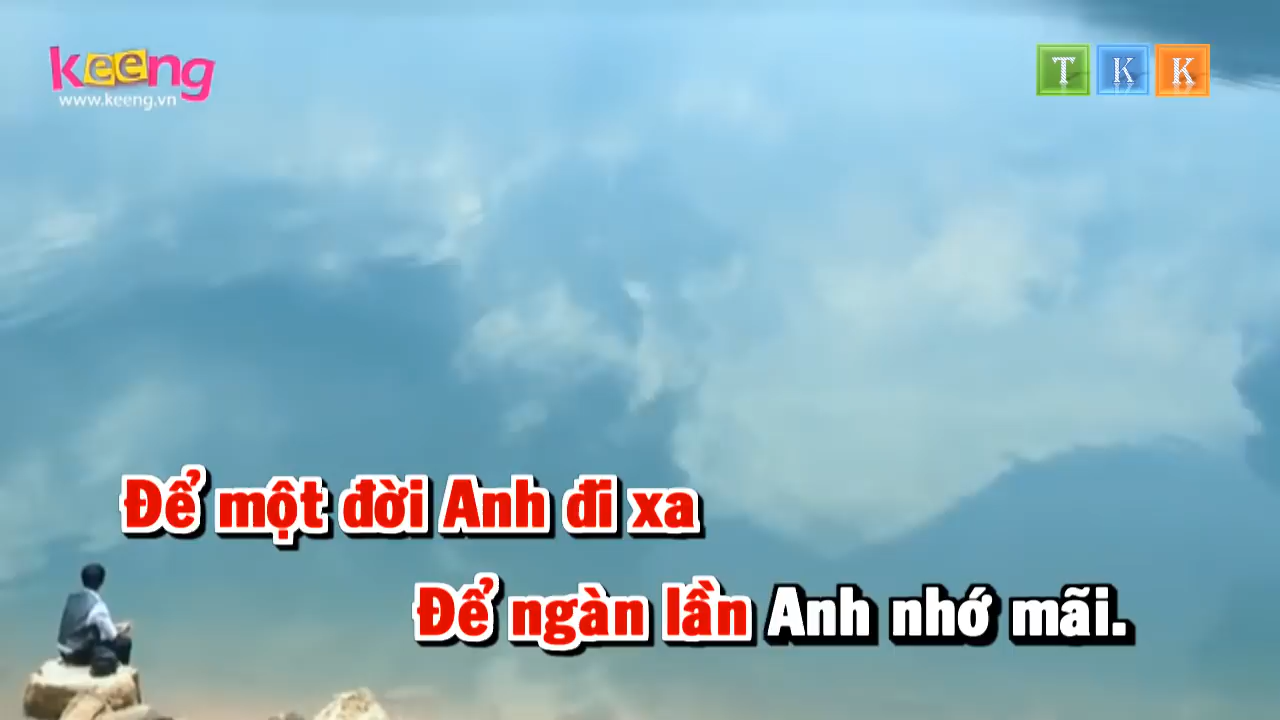 keeng
www.keeng.vn
T K K
Để một đời Anh đi xa
Để ngàn lần Anh nhớ mãi.